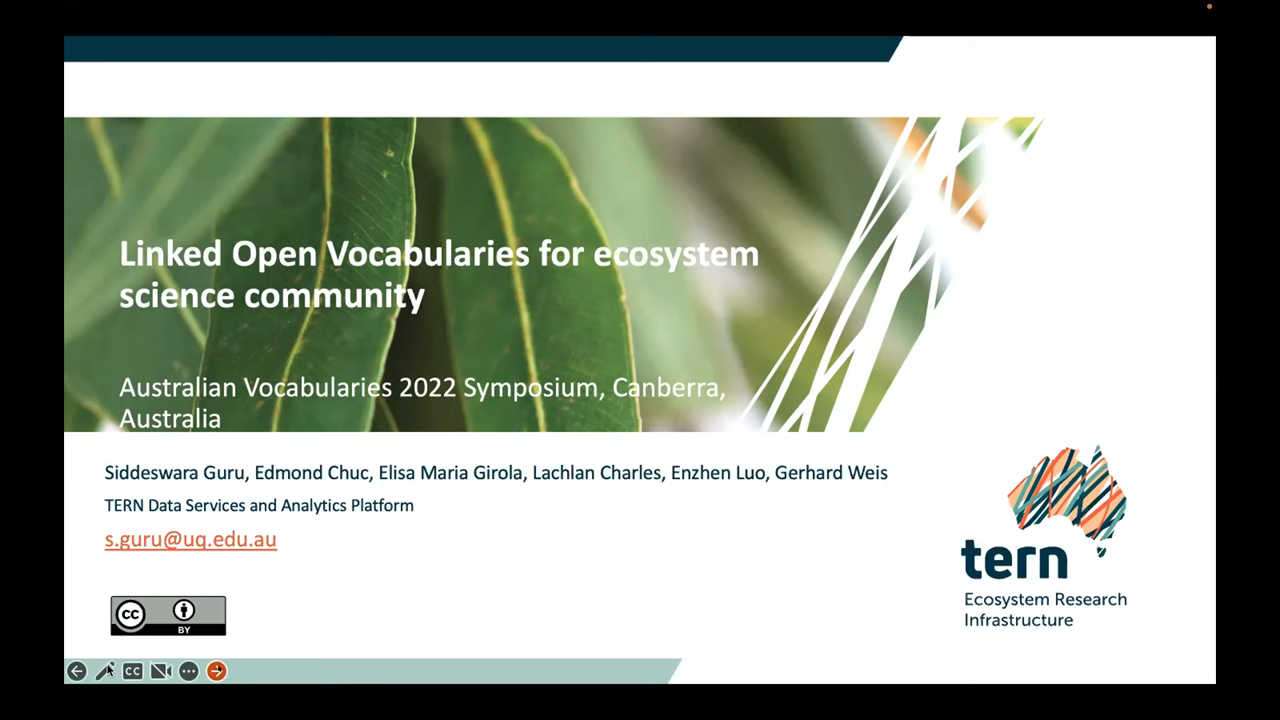 Linked Open Vocabularies for ecosystem
science community
Australian Vocabularies 2022 Symposium, Canberra,
Australia
Siddeswara Guru, Edmond Chuc, Elisa Maria Girola, Lachlan Charles, Enzhen Luo, Gerhard Weis
TERN Data Services and Analytics Platform
s.guru@uq.edu.au
tern
Ecosystem Research
Infrastructure
CC
BY
CC